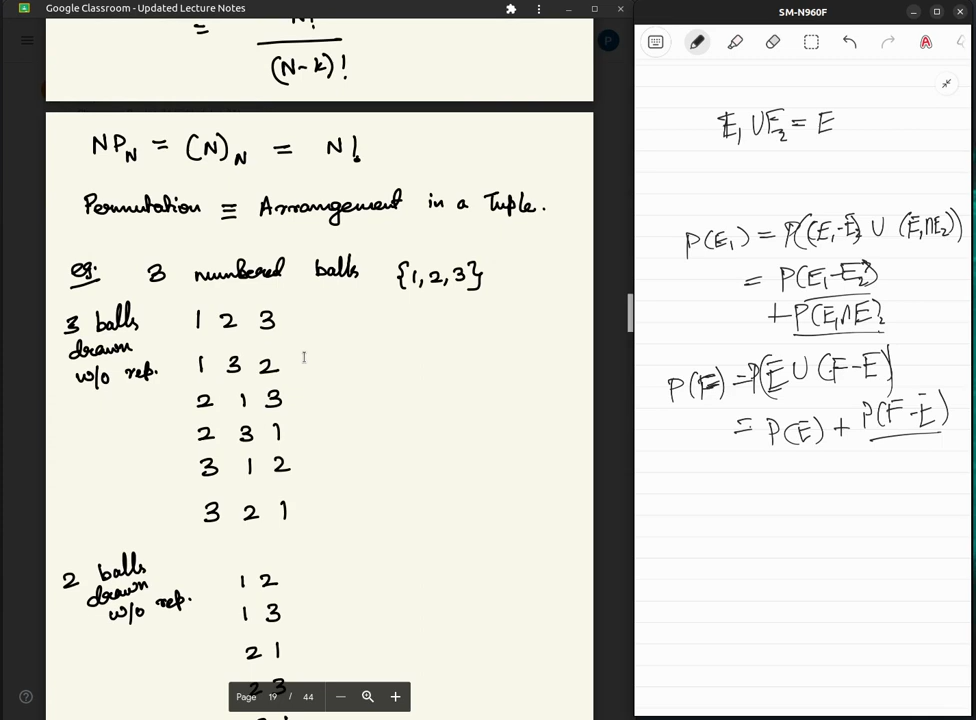 Google Classroom - Updated Lecture Notes
= N! / (N-k)!
NP_N = (N)_N = N!
Permutation ≡ Arrangement in a Tuple.
eg: 3 numbered balls {1,2,3}
3 balls drawn w/o rep.
1 2 3
1 3 2
2 1 3
2 3 1
3 1 2
3 2 1
2 balls drawn w/o rep.
1 2
1 3
2 1
2 3
Page 19 / 44
SM-N960F
E₁ ∪ E₂ = E
P(E₁) = P((E₁-E₂) ∪ (E₁∩E₂))
= P(E₁-E₂)
+ P(E₁∩E₂)
P(F) = P(E ∪ (F-E))
= P(E) + P(F-E)